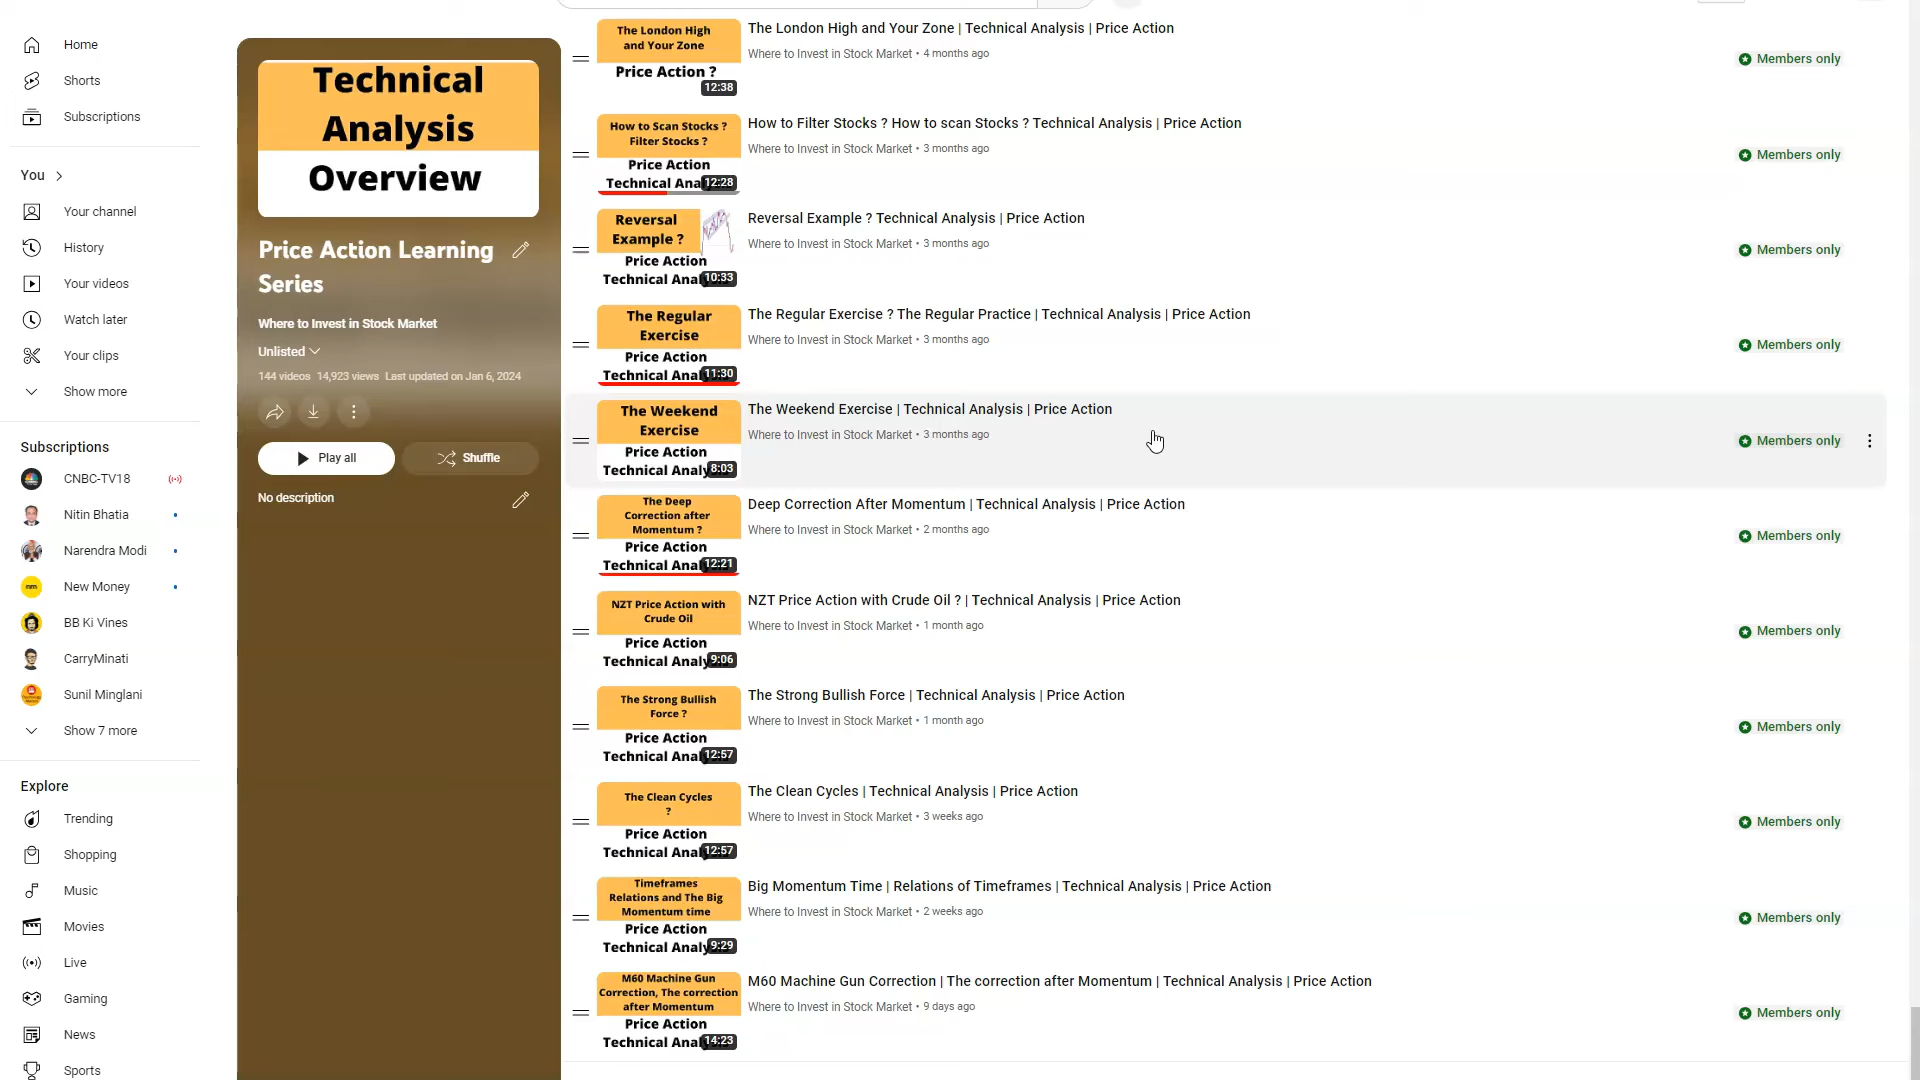 Home
Shorts
Subscriptions
You
Your channel
History
Your videos
Watch later
Your clips
Show more
Subscriptions
CNBC-TV18
Nitin Bhatia
Narendra Modi
New Money
BB Ki Vines
CarryMinati
Sunil Minglani
Show 7 more
Explore
Trending
Shopping
Music
Movies
Live
Gaming
News
Sports
Technical
Analysis
Overview
Price Action Learning
Series
Where to Invest in Stock Market
Unlisted
144 videos 14,923 views Last updated on Jan 6, 2024
Play all
Shuffle
No description
The London High
and Your Zone
Price Action ?
12:38
The London High and Your Zone | Technical Analysis | Price Action
Where to Invest in Stock Market • 4 months ago
Members only
How to Scan Stocks ?
Filter Stocks ?
Price Action
Technical Anal
12:28
How to Filter Stocks ? How to scan Stocks ? Technical Analysis | Price Action
Where to Invest in Stock Market • 3 months ago
Members only
Reversal
Example ?
Price Action
Technical Anal
10:33
Reversal Example ? Technical Analysis | Price Action
Where to Invest in Stock Market • 3 months ago
Members only
The Regular
Exercise
Price Action
Technical Anal
11:30
The Regular Exercise ? The Regular Practice | Technical Analysis | Price Action
Where to Invest in Stock Market • 3 months ago
Members only
The Weekend
Exercise
Price Action
Technical Analy
8:03
The Weekend Exercise | Technical Analysis | Price Action
Where to Invest in Stock Market • 3 months ago
Members only
The Deep
Correction after
Momentum ?
Price Action
Technical Anal
12:21
Deep Correction After Momentum | Technical Analysis | Price Action
Where to Invest in Stock Market • 2 months ago
Members only
NZT Price Action with
Crude Oil
Price Action
Technical Analy
9:06
NZT Price Action with Crude Oil ? | Technical Analysis | Price Action
Where to Invest in Stock Market • 1 month ago
Members only
The Strong Bullish
Force ?
Price Action
Technical Anal
12:57
The Strong Bullish Force | Technical Analysis | Price Action
Where to Invest in Stock Market • 1 month ago
Members only
The Clean Cycles
?
Price Action
Technical Anal
12:57
The Clean Cycles | Technical Analysis | Price Action
Where to Invest in Stock Market • 3 weeks ago
Members only
Timeframes
Relations and The Big
Momentum time
Price Action
Technical Analy
9:29
Big Momentum Time | Relations of Timeframes | Technical Analysis | Price Action
Where to Invest in Stock Market • 2 weeks ago
Members only
M60 Machine Gun
Correction, The correction
after Momentum
Price Action
Technical Anal
14:23
M60 Machine Gun Correction | The correction after Momentum | Technical Analysis | Price Action
Where to Invest in Stock Market • 9 days ago
Members only